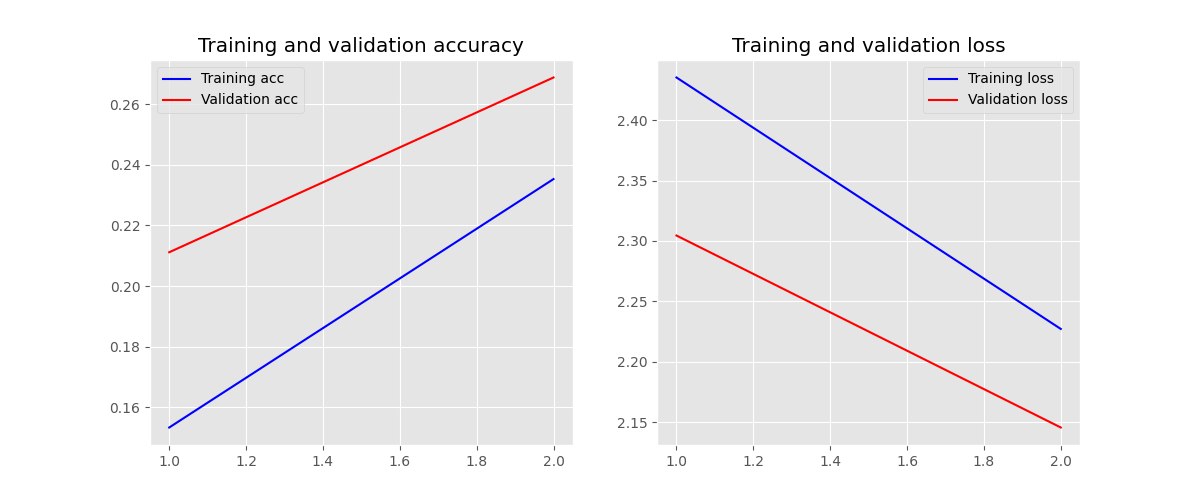 Training and validation accuracy
Training acc
Validation acc
0.26
0.24
0.22
0.20
0.18
0.16
1.0 1.2 1.4 1.6 1.8 2.0
Training and validation loss
Training loss
Validation loss
2.40
2.35
2.30
2.25
2.20
2.15
1.0 1.2 1.4 1.6 1.8 2.0